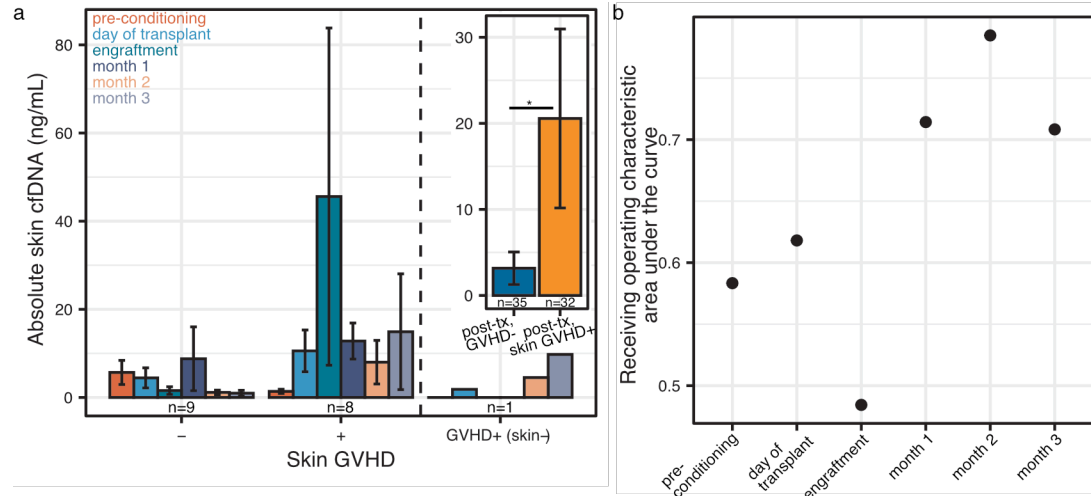 a
pre-conditioning
day of transplant
engraftment
month 1
month 2
month 3
Absolute skin cfDNA (ng/mL)
80
60
40
20
0
30
20
10
0
*
n=35
n=32
post-tx,
GVHD-
post-tx,
skin GVHD+
n=9
n=8
n=1
−
+
GVHD+ (skin-)
Skin GVHD
b
Receiving operating characteristic
area under the curve
0.7
0.6
0.5
pre-
conditioning
day of
transplant
engraftment
month 1
month 2
month 3